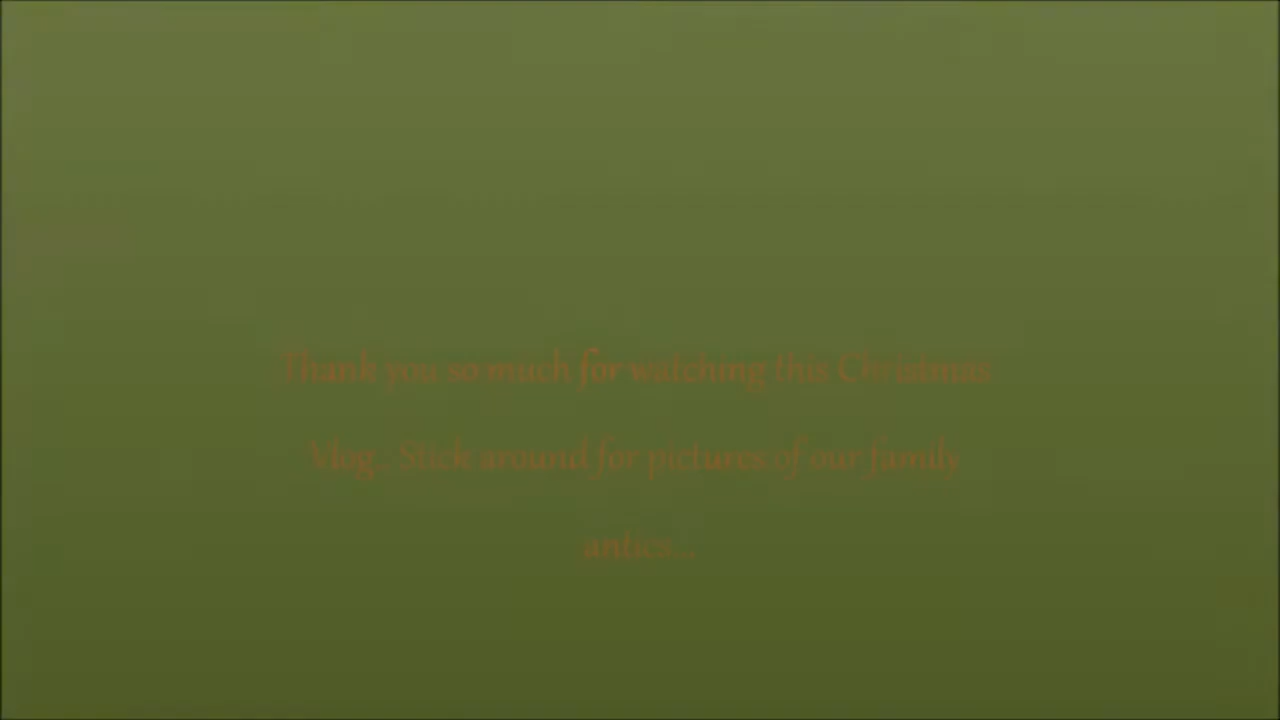 Thank you so much for watching this Christmas
Vlog.. Stick around for pictures of our family
antics...